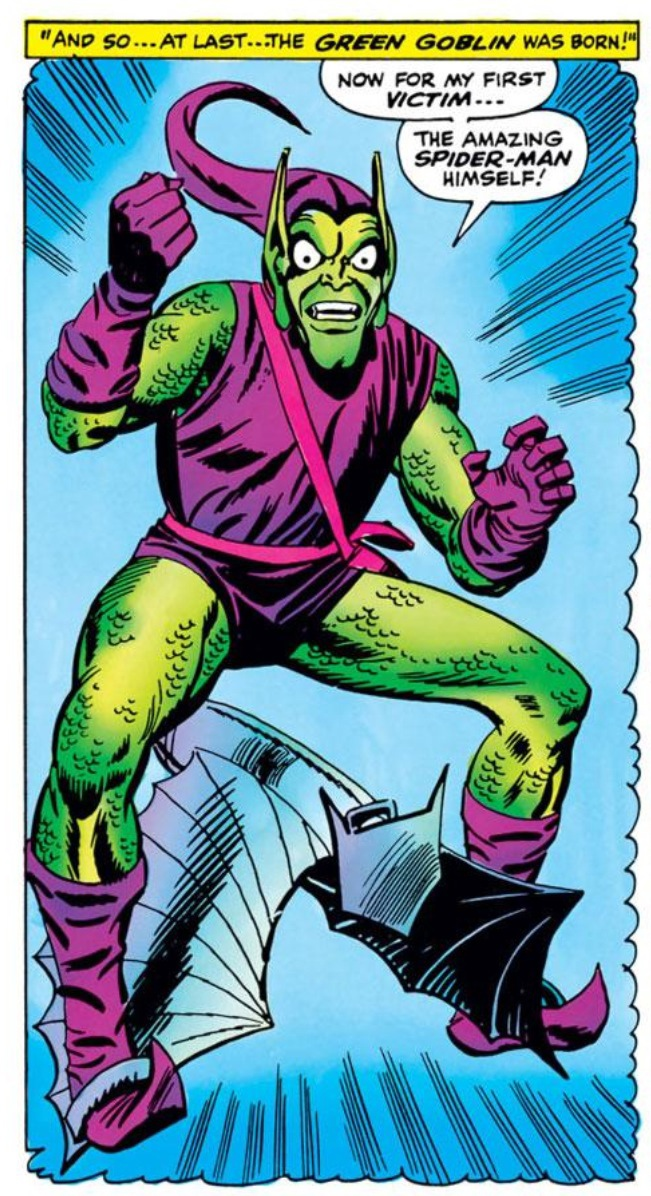 "AND SO...AT LAST...THE GREEN GOBLIN WAS BORN!"
NOW FOR MY FIRST
VICTIM...
THE AMAZING
SPIDER-MAN
HIMSELF!